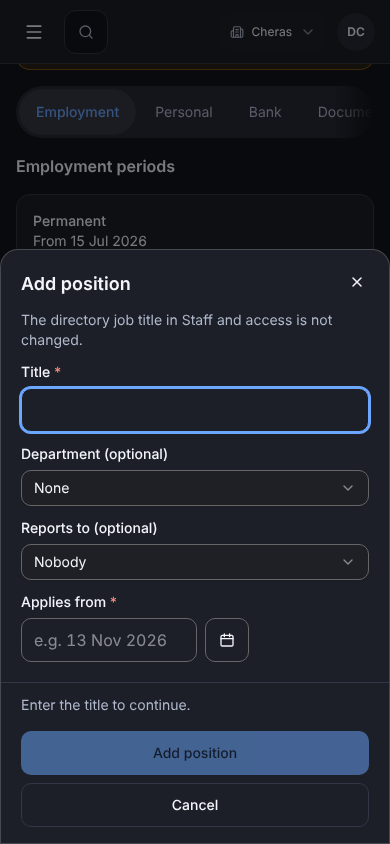 Cheras
DC
Employment
Personal
Bank
Docume
Employment periods
Permanent
From 15 Jul 2026
Add position
The directory job title in Staff and access is not
changed.
Title *
Department (optional)
None
Reports to (optional)
Nobody
Applies from *
e.g. 13 Nov 2026
Enter the title to continue.
Add position
Cancel